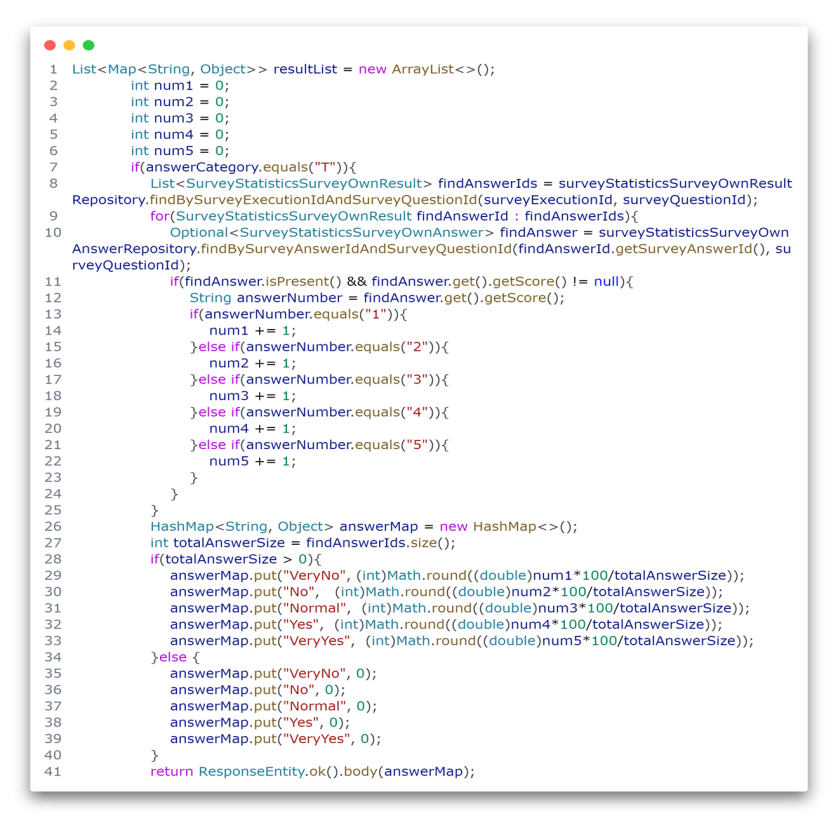 1 List<Map<String, Object>> resultList = new ArrayList<>();
2 int num1 = 0;
3 int num2 = 0;
4 int num3 = 0;
5 int num4 = 0;
6 int num5 = 0;
7 if(answerCategory.equals("T")){
8 List<SurveyStatisticsSurveyOwnResult> findAnswerIds = surveyStatisticsSurveyOwnResult
Repository.findBySurveyExecutionIdAndSurveyQuestionId(surveyExecutionId, surveyQuestionId);
9 for(SurveyStatisticsSurveyOwnResult findAnswerId : findAnswerIds){
10 Optional<SurveyStatisticsSurveyOwnAnswer> findAnswer = surveyStatisticsSurveyOwn
AnswerRepository.findBySurveyAnswerIdAndSurveyQuestionId(findAnswerId.getSurveyAnswerId(), su
rveyQuestionId);
11 if(findAnswer.isPresent() && findAnswer.get().getScore() != null){
12 String answerNumber = findAnswer.get().getScore();
13 if(answerNumber.equals("1")){
14 num1 += 1;
15 }else if(answerNumber.equals("2")){
16 num2 += 1;
17 }else if(answerNumber.equals("3")){
18 num3 += 1;
19 }else if(answerNumber.equals("4")){
20 num4 += 1;
21 }else if(answerNumber.equals("5")){
22 num5 += 1;
23 }
24 }
25 }
26 HashMap<String, Object> answerMap = new HashMap<>();
27 int totalAnswerSize = findAnswerIds.size();
28 if(totalAnswerSize > 0){
29 answerMap.put("VeryNo", (int)Math.round((double)num1*100/totalAnswerSize));
30 answerMap.put("No", (int)Math.round((double)num2*100/totalAnswerSize));
31 answerMap.put("Normal", (int)Math.round((double)num3*100/totalAnswerSize));
32 answerMap.put("Yes", (int)Math.round((double)num4*100/totalAnswerSize));
33 answerMap.put("VeryYes", (int)Math.round((double)num5*100/totalAnswerSize));
34 }else {
35 answerMap.put("VeryNo", 0);
36 answerMap.put("No", 0);
37 answerMap.put("Normal", 0);
38 answerMap.put("Yes", 0);
39 answerMap.put("VeryYes", 0);
40 }
41 return ResponseEntity.ok().body(answerMap);